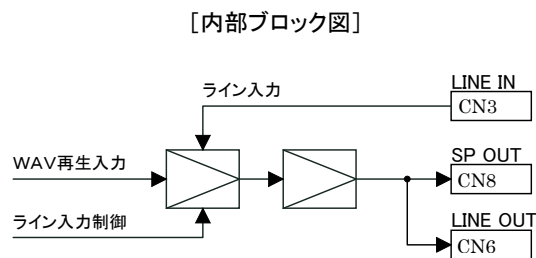 [内部ブロック図]
ライン入力
LINE IN
CN3
WAV再生入力
SP OUT
CN8
ライン入力制御
LINE OUT
CN6